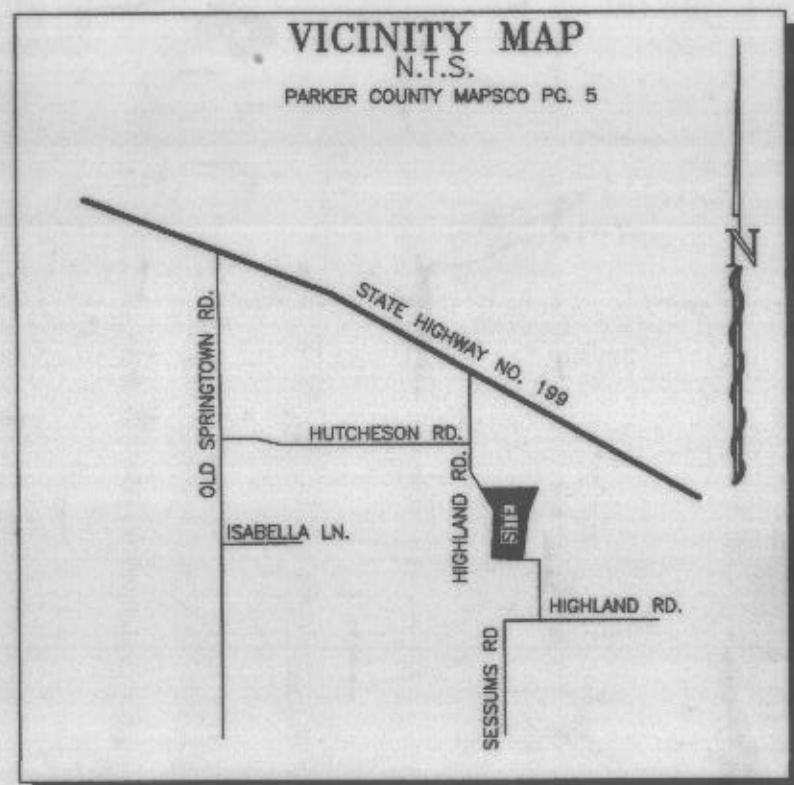 VICINITY MAP
N.T.S.
PARKER COUNTY MAPSCO PG. 5
N
STATE HIGHWAY NO. 199
OLD SPRINGTOWN RD.
HUTCHESON RD.
HIGHLAND RD.
SITE
ISABELLA LN.
HIGHLAND RD.
SESSUMS RD